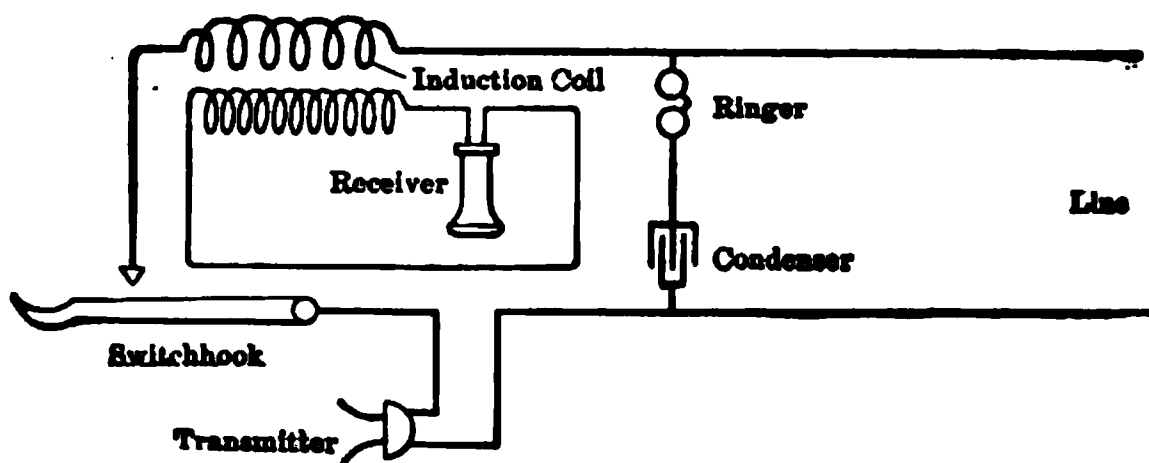 Induction Coil
Ringer
Receiver
Line
Condenser
Switchhook
Transmitter